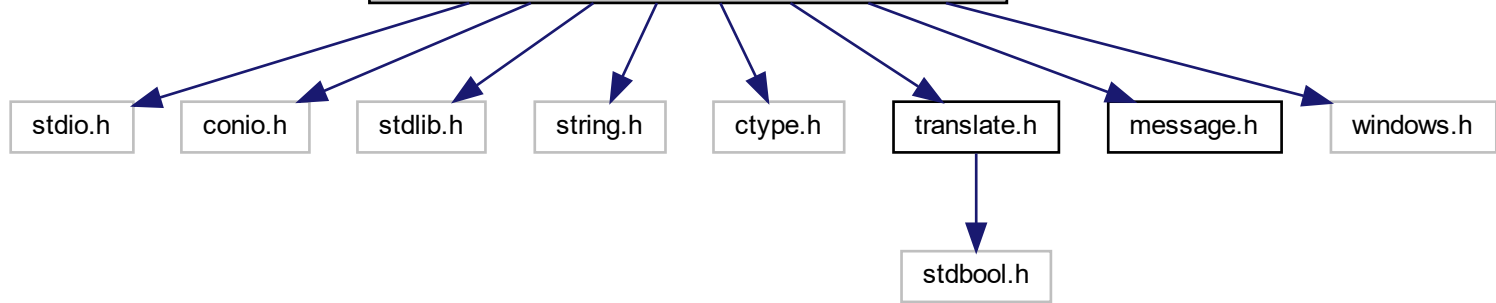 stdio.h
conio.h
stdlib.h
string.h
ctype.h
translate.h
message.h
windows.h
stdbool.h